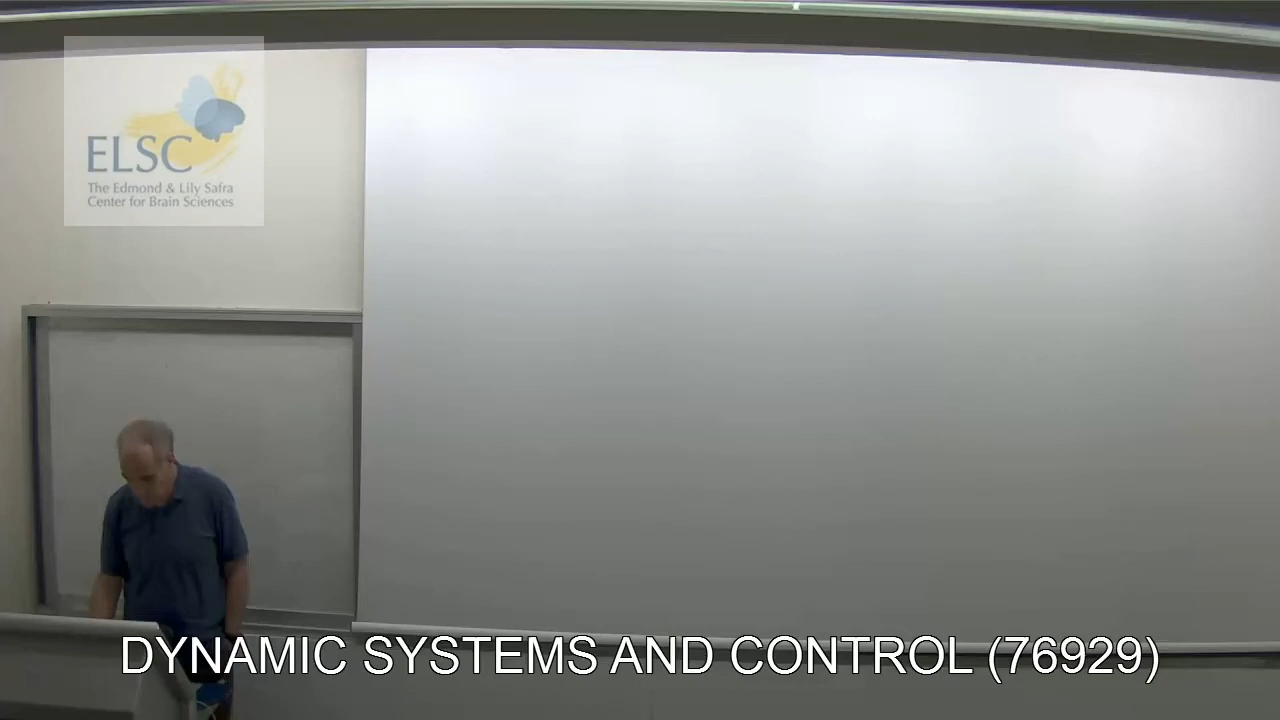 ELSC
The Edmond & Lily Safra
Center for Brain Sciences
DYNAMIC SYSTEMS AND CONTROL (76929)